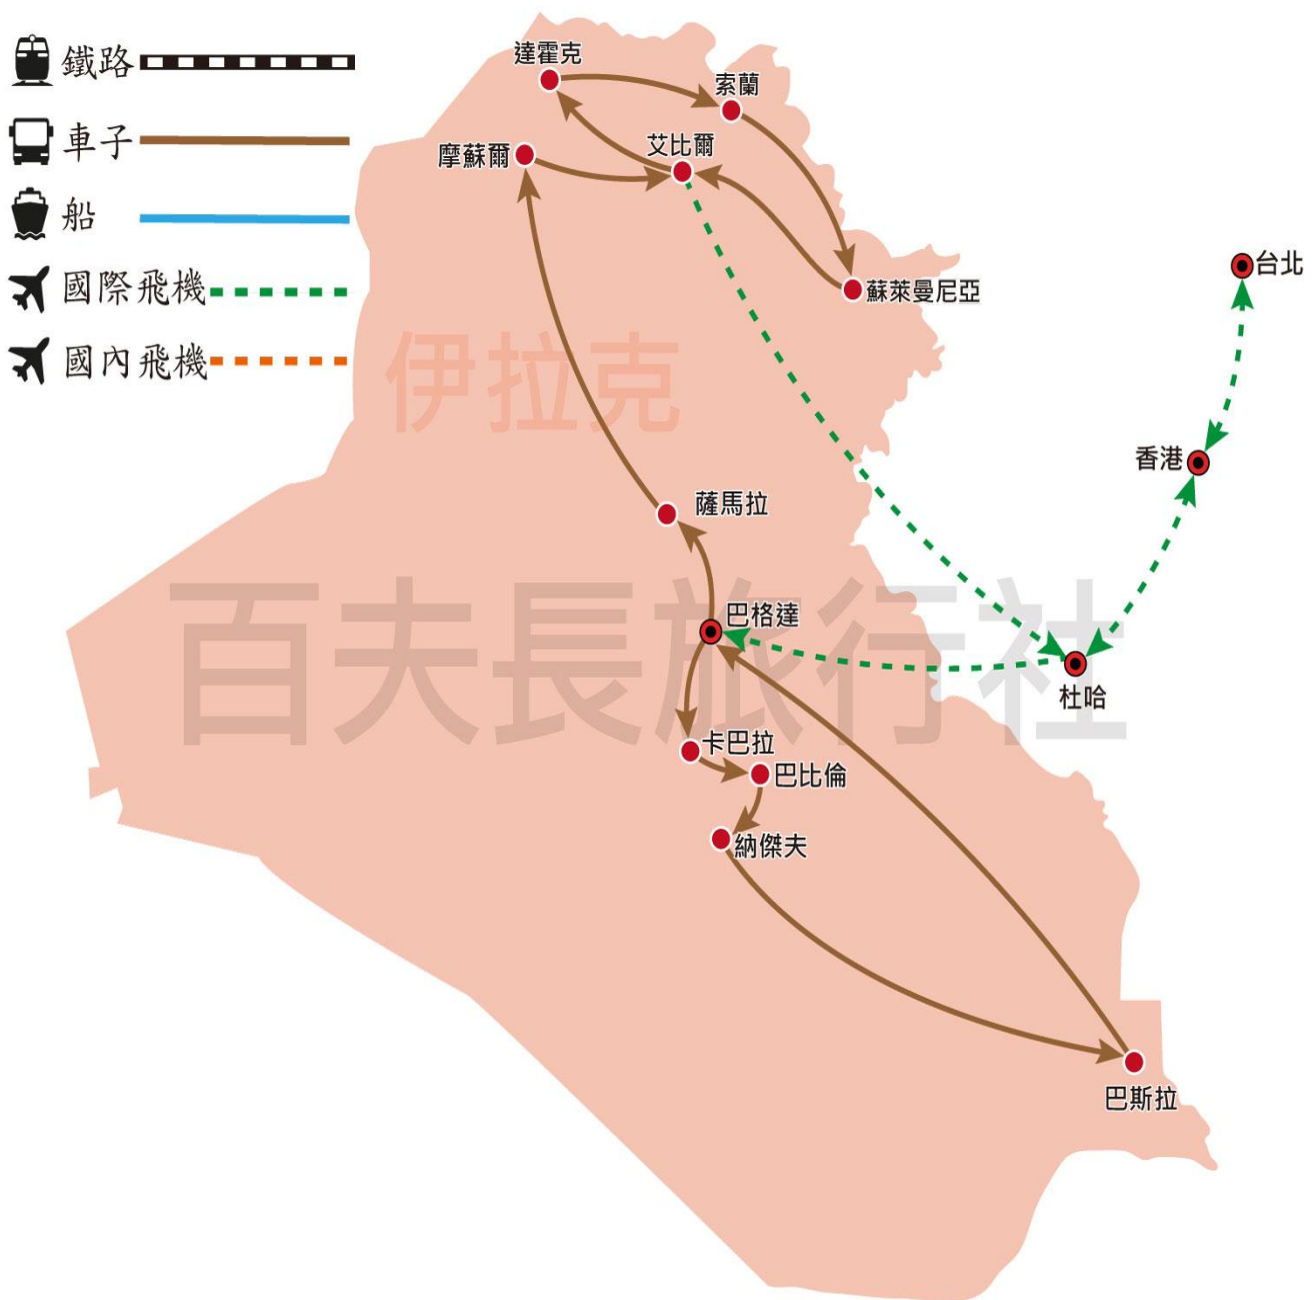 鐵路
車子
船
國際飛機
國內飛機
達霍克
索蘭
摩蘇爾
艾比爾
蘇萊曼尼亞
台北
伊拉克
香港
薩馬拉
百夫長旅行社
巴格達
杜哈
卡巴拉
巴比倫
納傑夫
巴斯拉